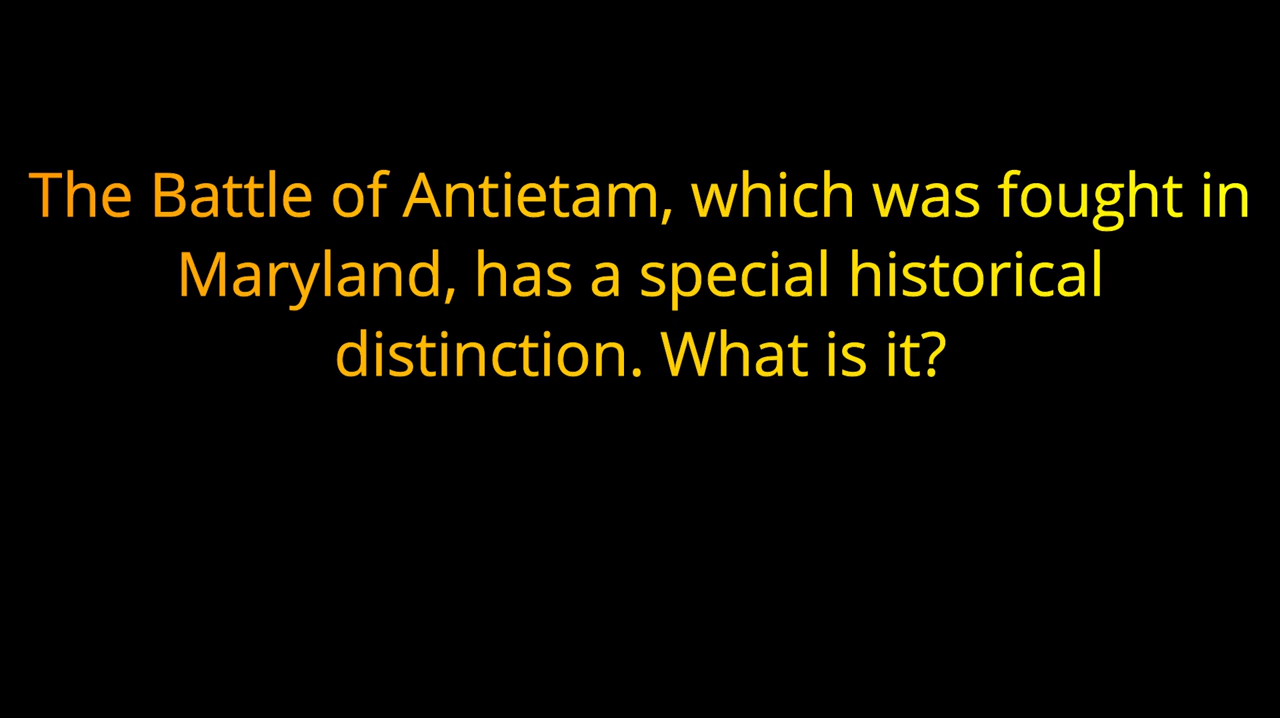 The Battle of Antietam, which was fought in
Maryland, has a special historical
distinction. What is it?